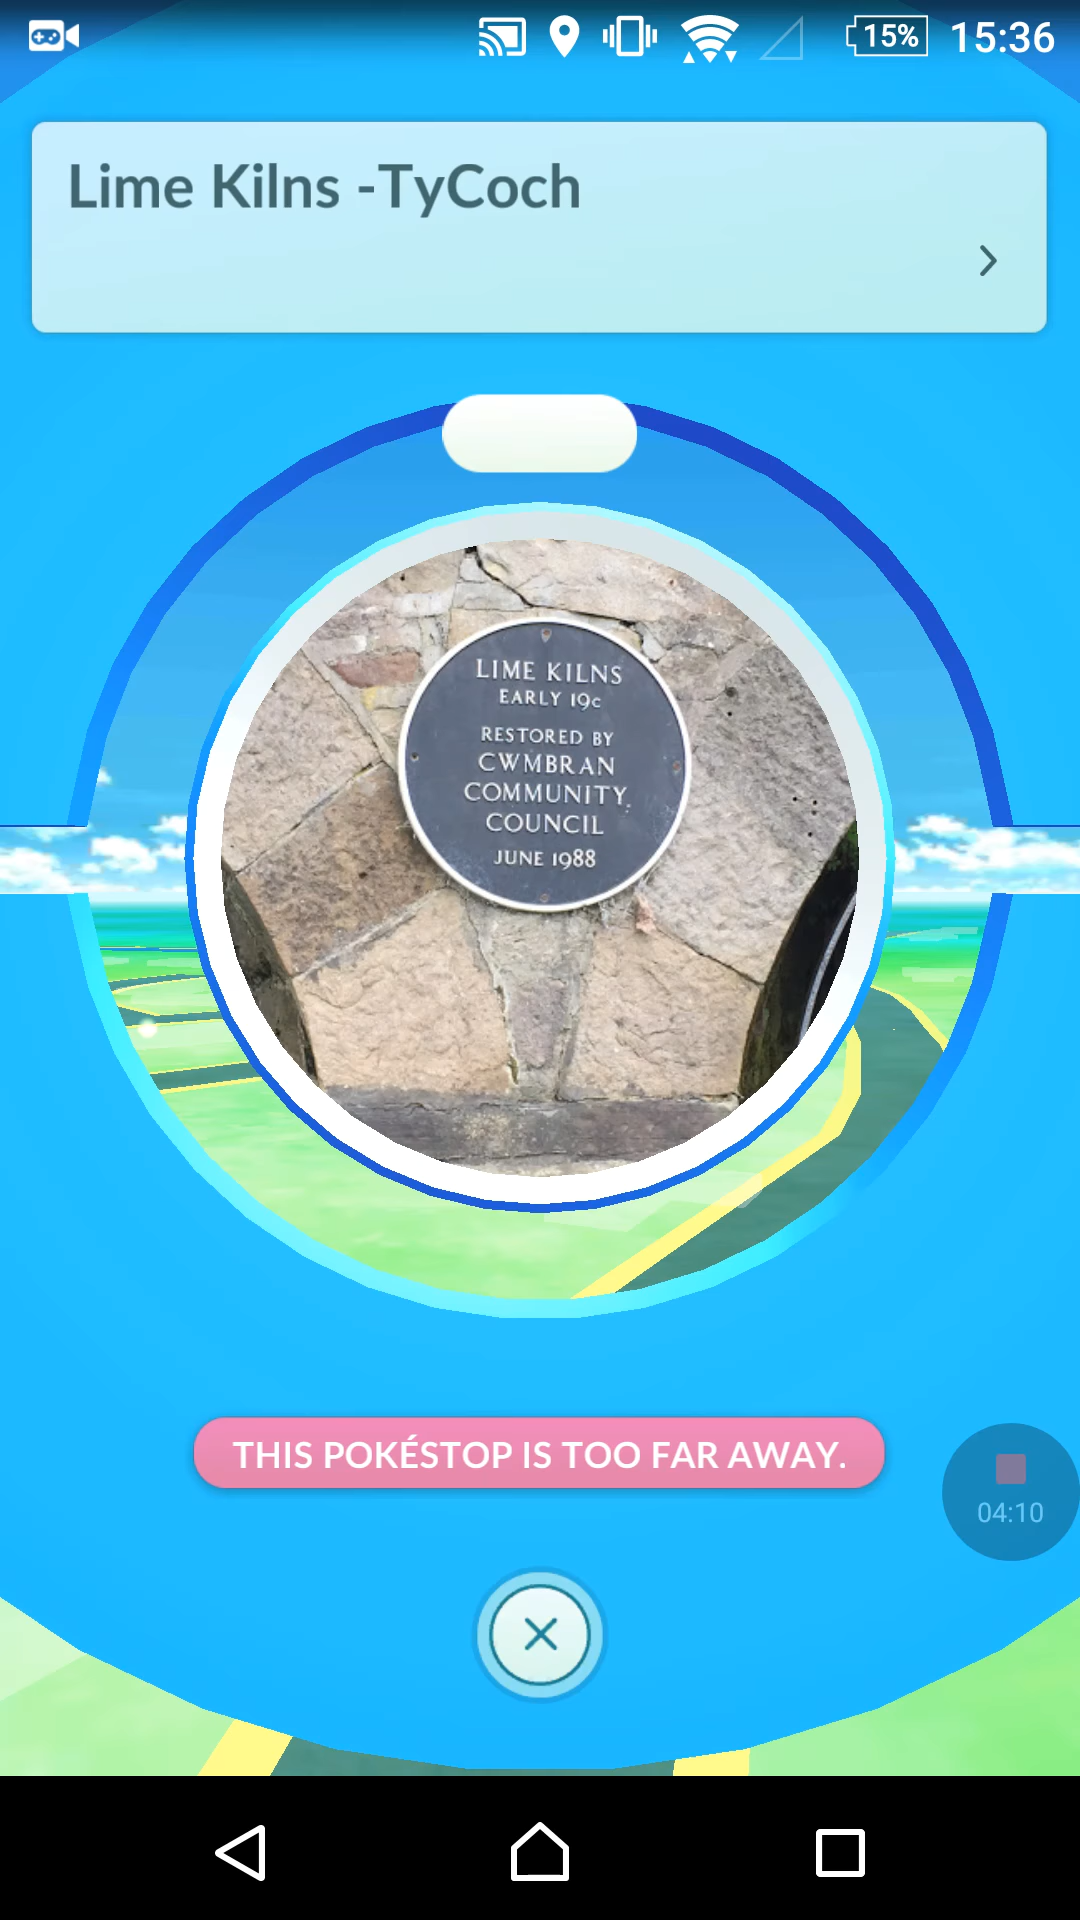 15% 15:36
Lime Kilns -TyCoch
LIME KILNS
EARLY 19c
RESTORED BY
CWMBRAN
COMMUNITY
COUNCIL
JUNE 1988
THIS POKÉSTOP IS TOO FAR AWAY.
04:10